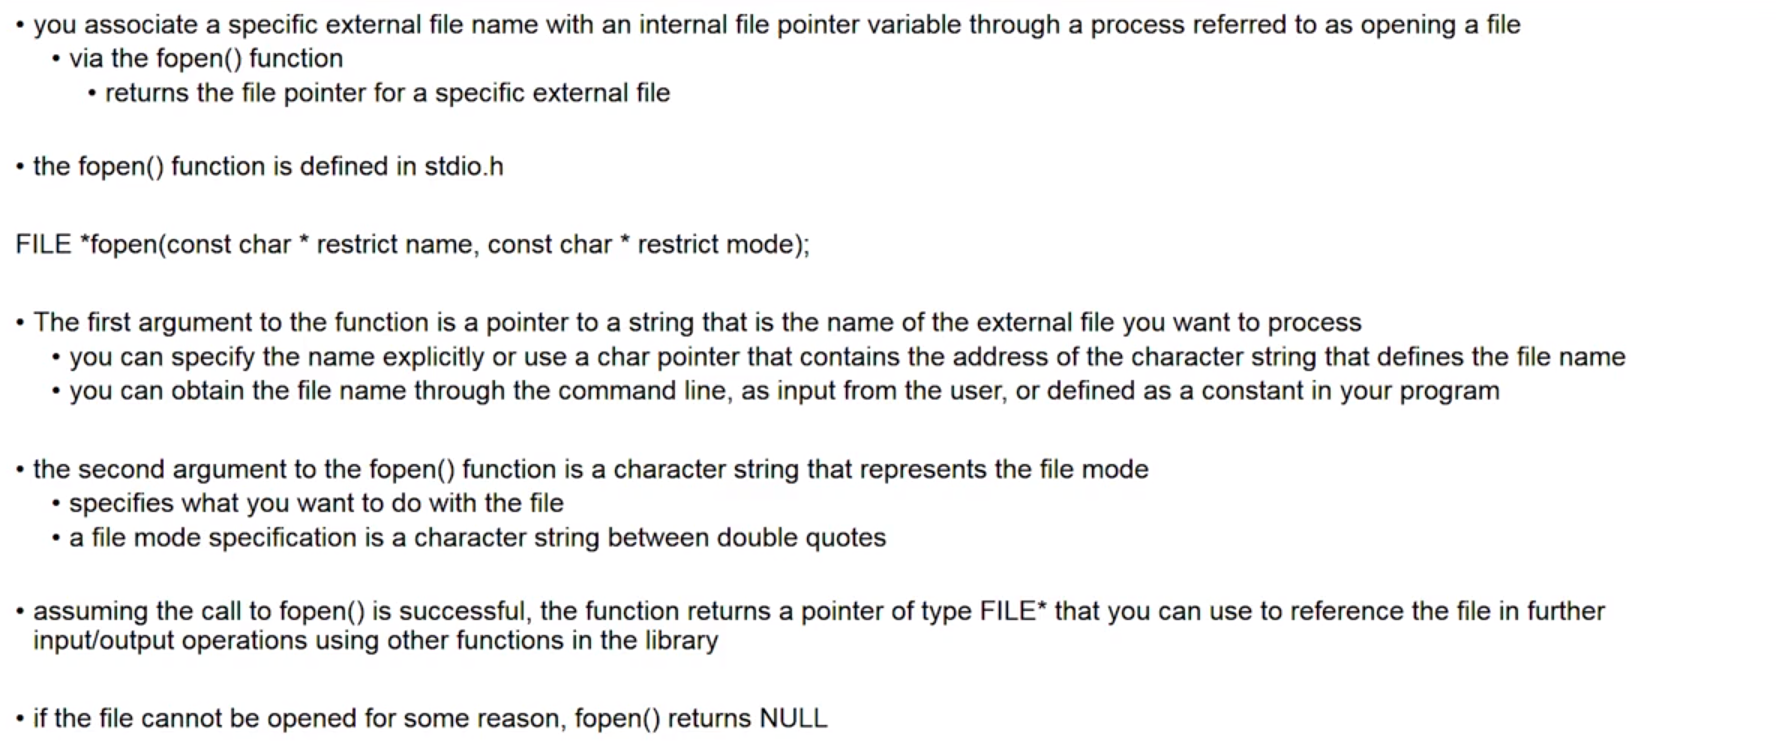 • you associate a specific external file name with an internal file pointer variable through a process referred to as opening a file
• via the fopen() function
• returns the file pointer for a specific external file
• the fopen() function is defined in stdio.h
FILE *fopen(const char * restrict name, const char * restrict mode);
• The first argument to the function is a pointer to a string that is the name of the external file you want to process
• you can specify the name explicitly or use a char pointer that contains the address of the character string that defines the file name
• you can obtain the file name through the command line, as input from the user, or defined as a constant in your program
• the second argument to the fopen() function is a character string that represents the file mode
• specifies what you want to do with the file
• a file mode specification is a character string between double quotes
• assuming the call to fopen() is successful, the function returns a pointer of type FILE* that you can use to reference the file in further
input/output operations using other functions in the library
• if the file cannot be opened for some reason, fopen() returns NULL